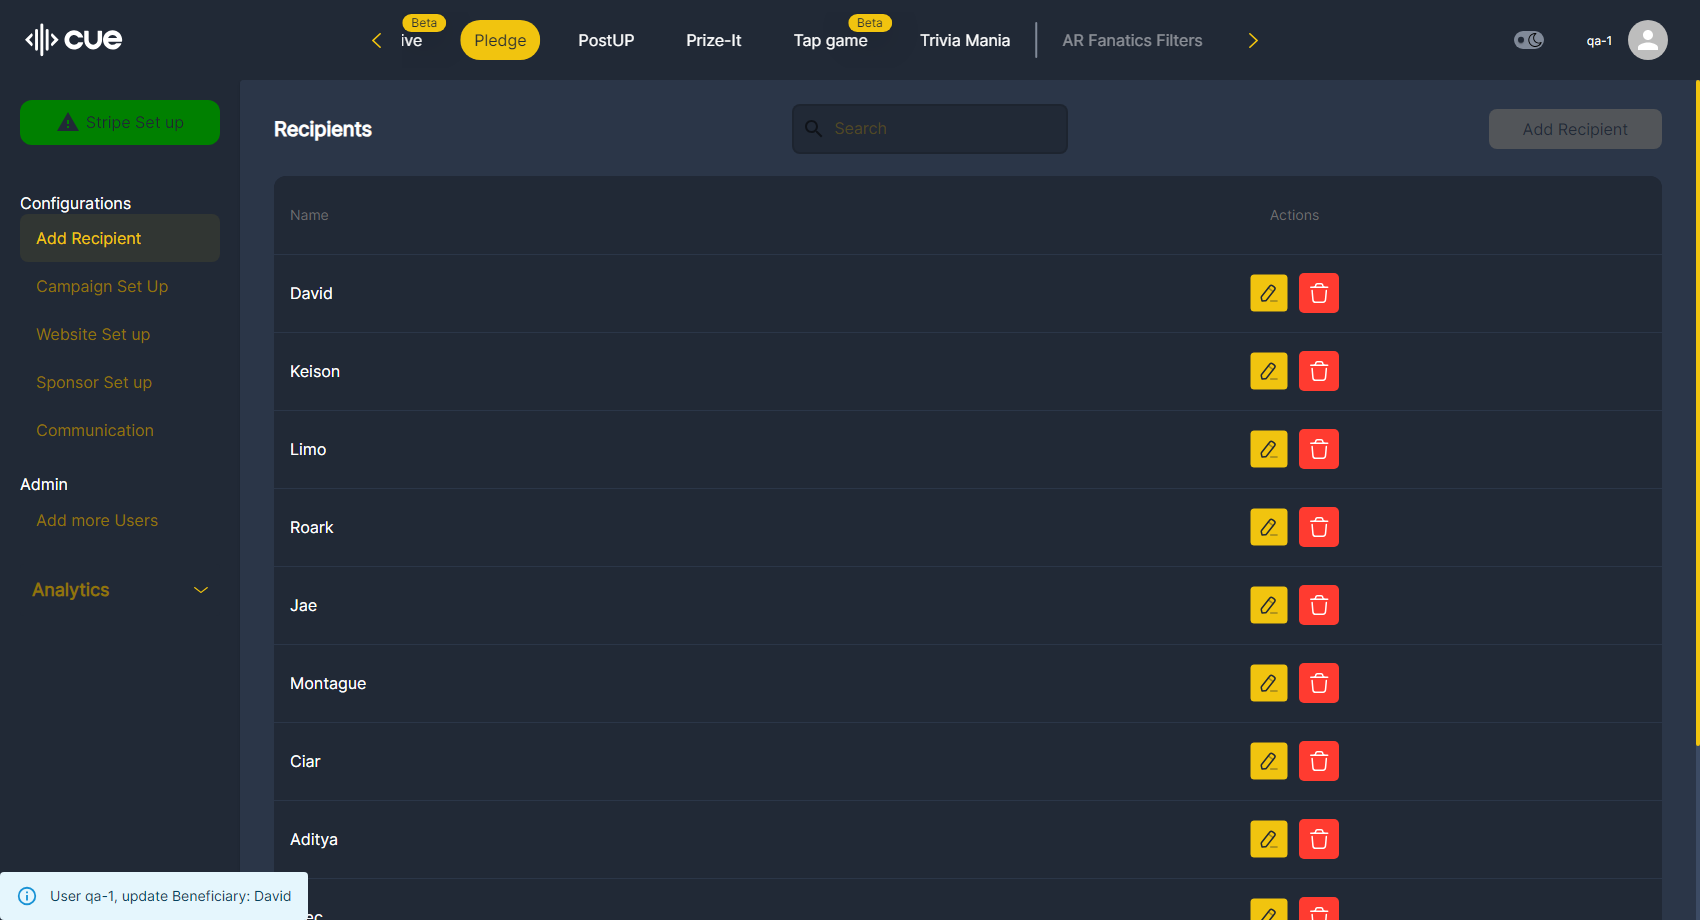 cue
Beta
ive
Pledge
PostUP
Prize-It
Beta
Tap game
Trivia Mania
AR Fanatics Filters
qa-1
Stripe Set up
Configurations
Add Recipient
Campaign Set Up
Website Set up
Sponsor Set up
Communication
Admin
Add more Users
Analytics
Recipients
Search
Add Recipient
Name
Actions
David
Keison
Limo
Roark
Jae
Montague
Ciar
Aditya
User qa-1, update Beneficiary: David